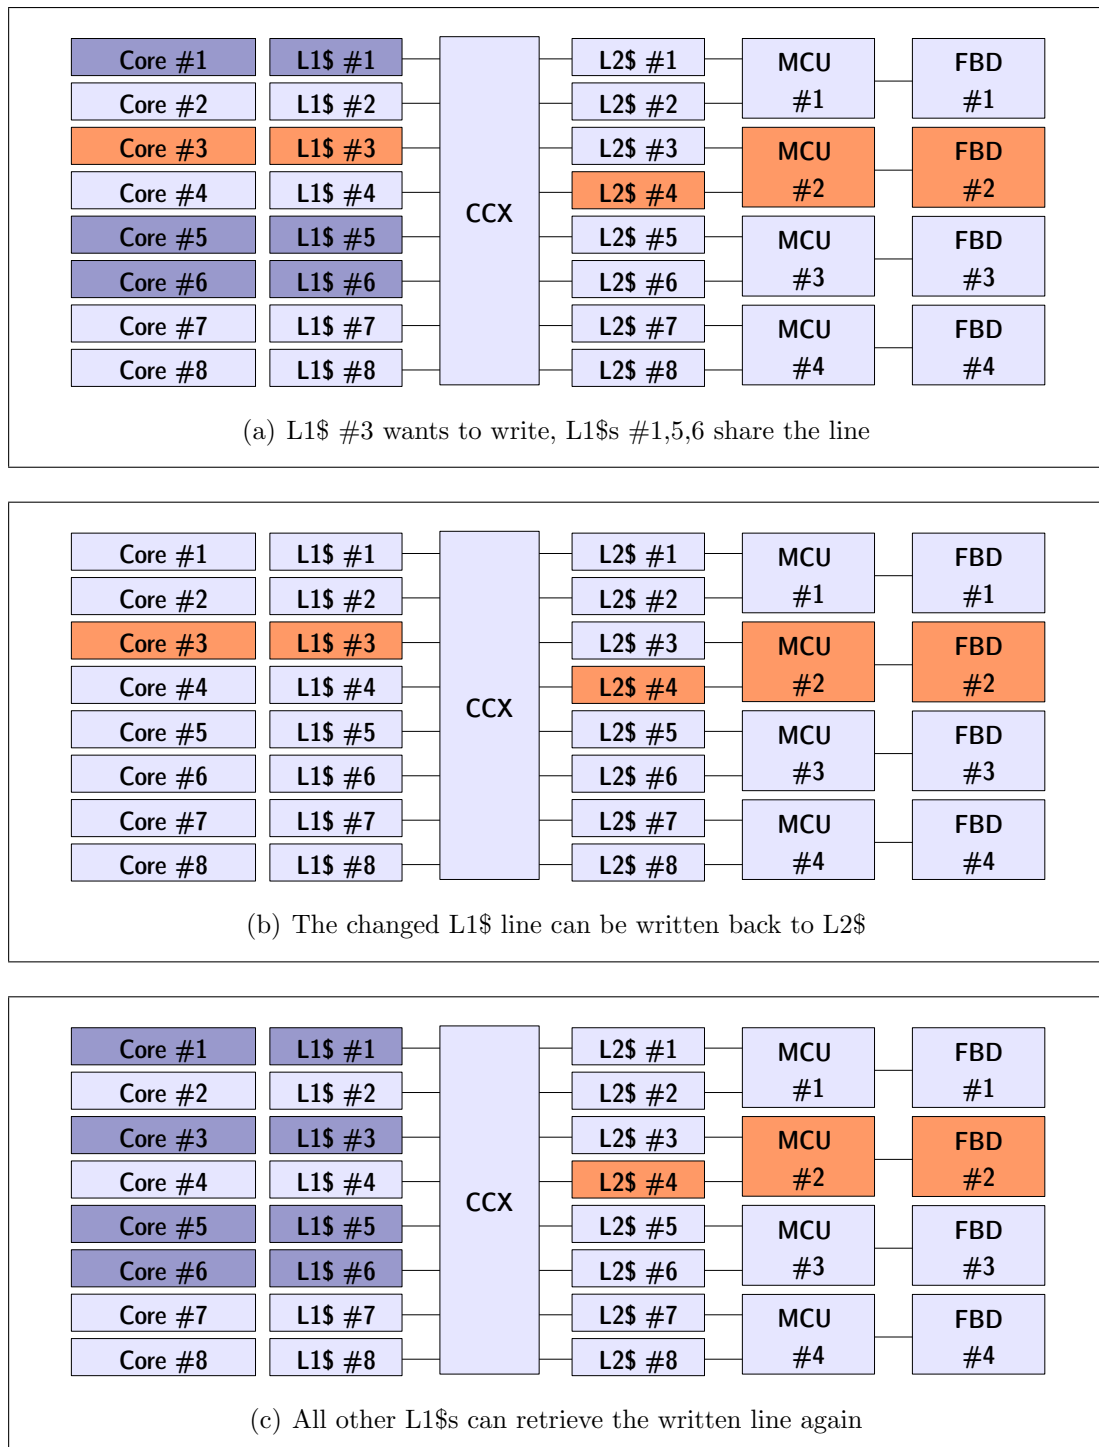 Core #1 L1$ #1 L2$ #1 MCU #1 FBD #1
Core #2 L1$ #2 L2$ #2
Core #3 L1$ #3 L2$ #3 MCU #2 FBD #2
Core #4 L1$ #4 CCX L2$ #4
Core #5 L1$ #5 L2$ #5 MCU #3 FBD #3
Core #6 L1$ #6 L2$ #6
Core #7 L1$ #7 L2$ #7 MCU #4 FBD #4
Core #8 L1$ #8 L2$ #8
(a) L1$ #3 wants to write, L1$s #1,5,6 share the line
Core #1 L1$ #1 L2$ #1 MCU #1 FBD #1
Core #2 L1$ #2 L2$ #2
Core #3 L1$ #3 L2$ #3 MCU #2 FBD #2
Core #4 L1$ #4 CCX L2$ #4
Core #5 L1$ #5 L2$ #5 MCU #3 FBD #3
Core #6 L1$ #6 L2$ #6
Core #7 L1$ #7 L2$ #7 MCU #4 FBD #4
Core #8 L1$ #8 L2$ #8
(b) The changed L1$ line can be written back to L2$
Core #1 L1$ #1 L2$ #1 MCU #1 FBD #1
Core #2 L1$ #2 L2$ #2
Core #3 L1$ #3 L2$ #3 MCU #2 FBD #2
Core #4 L1$ #4 CCX L2$ #4
Core #5 L1$ #5 L2$ #5 MCU #3 FBD #3
Core #6 L1$ #6 L2$ #6
Core #7 L1$ #7 L2$ #7 MCU #4 FBD #4
Core #8 L1$ #8 L2$ #8
(c) All other L1$s can retrieve the written line again